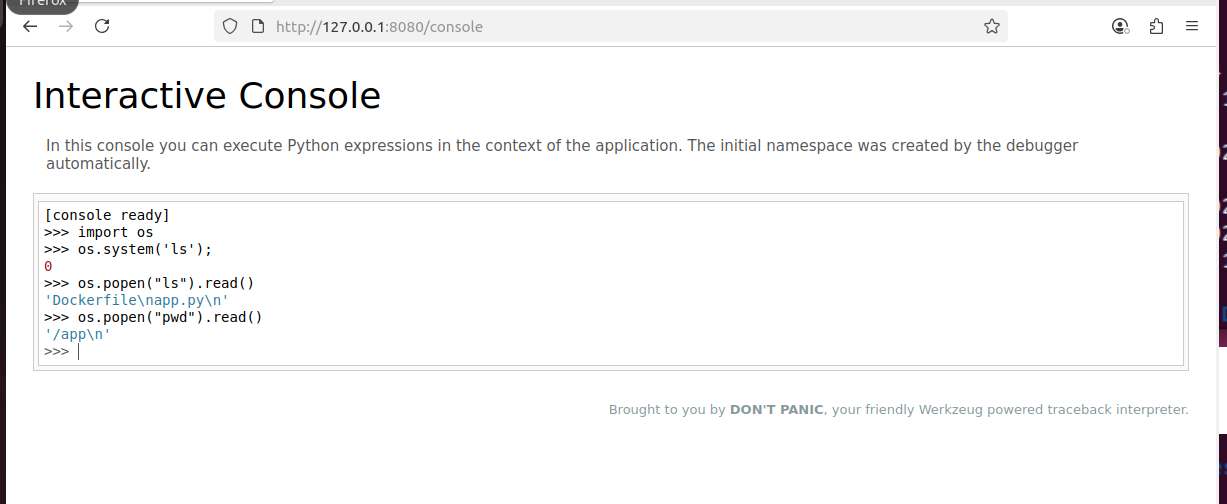 Firefox
http://127.0.0.1:8080/console
Interactive Console
In this console you can execute Python expressions in the context of the application. The initial namespace was created by the debugger
automatically.
[console ready]
>>> import os
>>> os.system('ls');
0
>>> os.popen("ls").read()
'Dockerfile\napp.py\n'
>>> os.popen("pwd").read()
'/app\n'
>>>
Brought to you by DON'T PANIC, your friendly Werkzeug powered traceback interpreter.